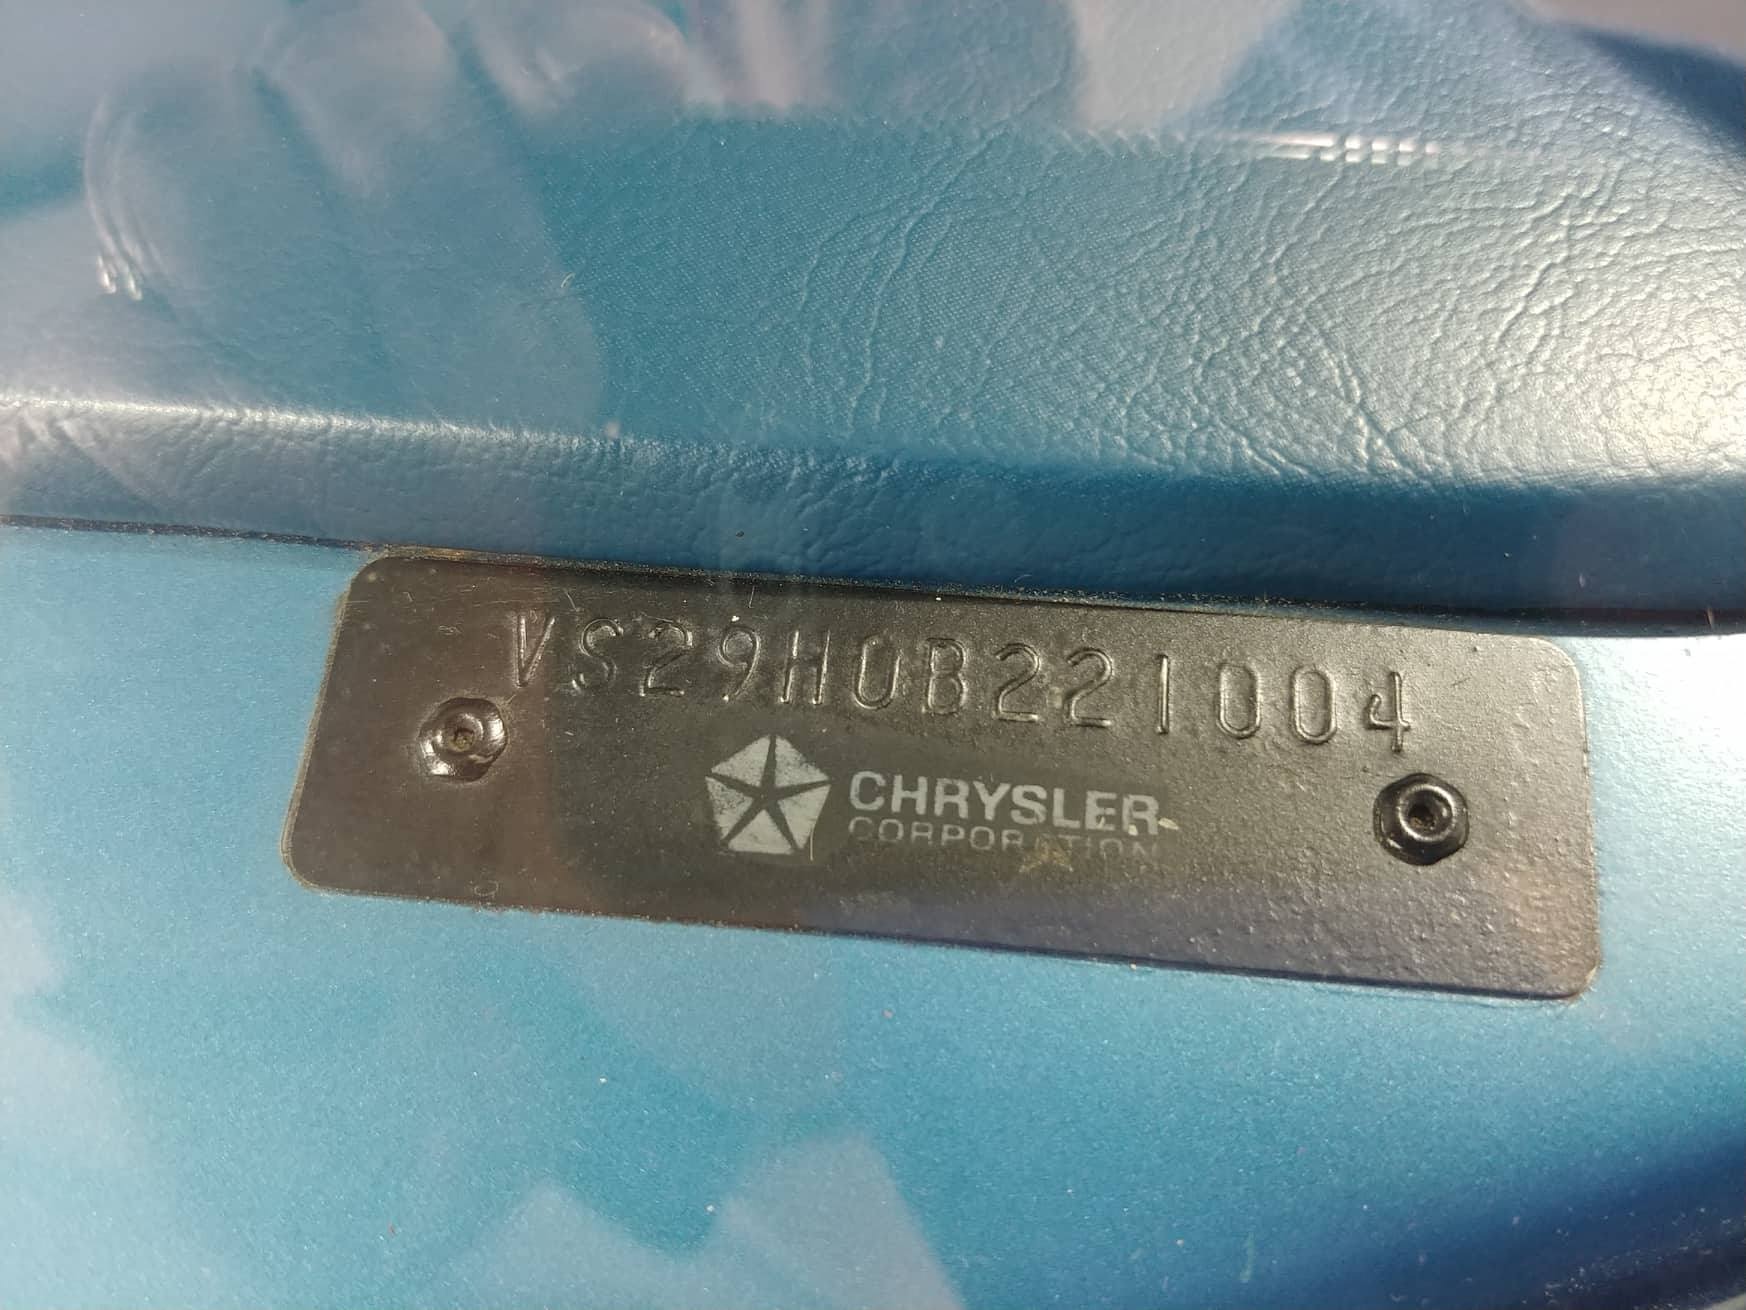 VS29H0B221004
CHRYSLER
CORPORATION